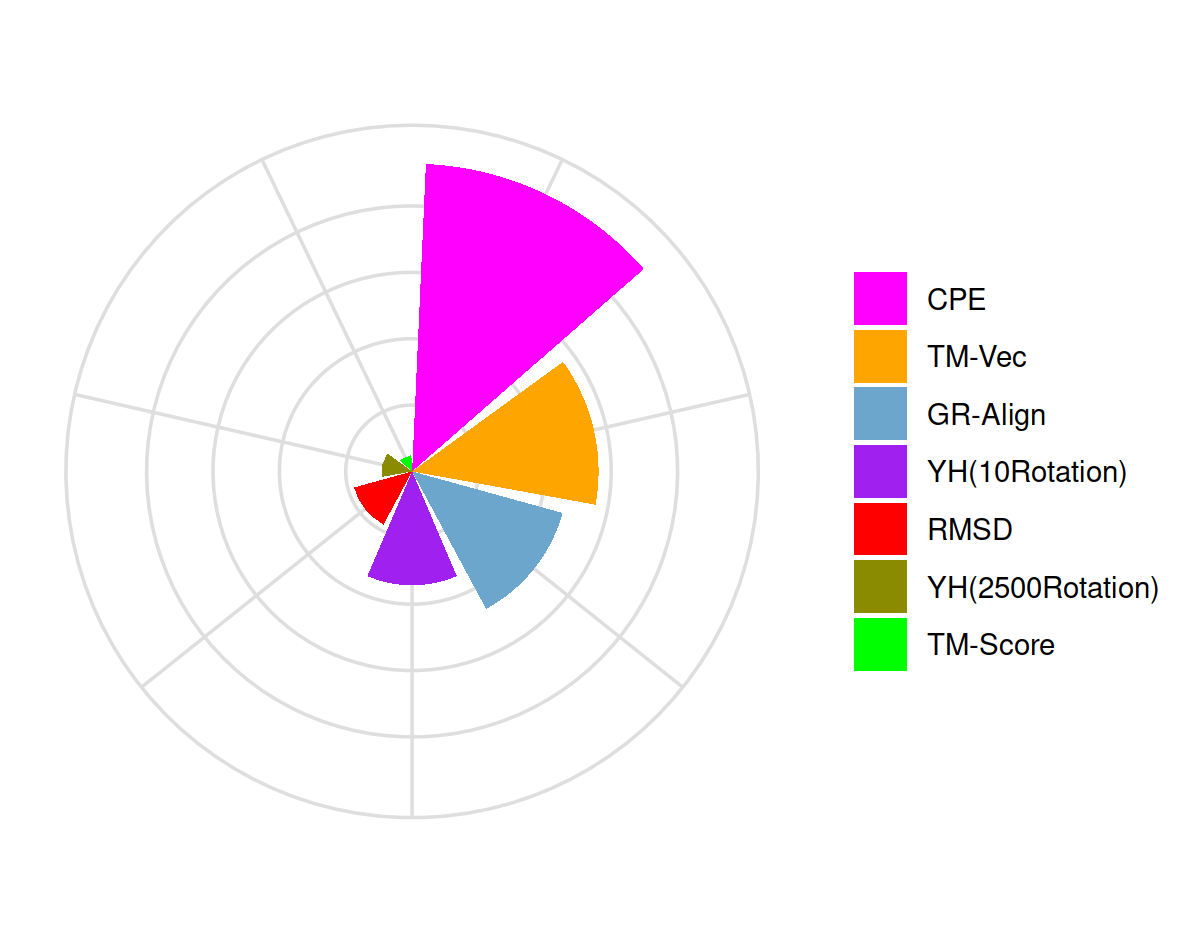 CPE
TM-Vec
GR-Align
YH(10Rotation)
RMSD
YH(2500Rotation)
TM-Score